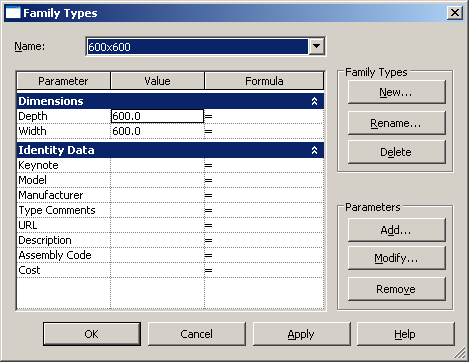 Family Types
Name: 600x600
Parameter Value Formula
Dimensions
Depth 600.0 =
Width 600.0 =
Identity Data
Keynote =
Model =
Manufacturer =
Type Comments =
URL =
Description =
Assembly Code =
Cost =
Family Types
New...
Rename...
Delete
Parameters
Add...
Modify...
Remove
OK Cancel Apply Help